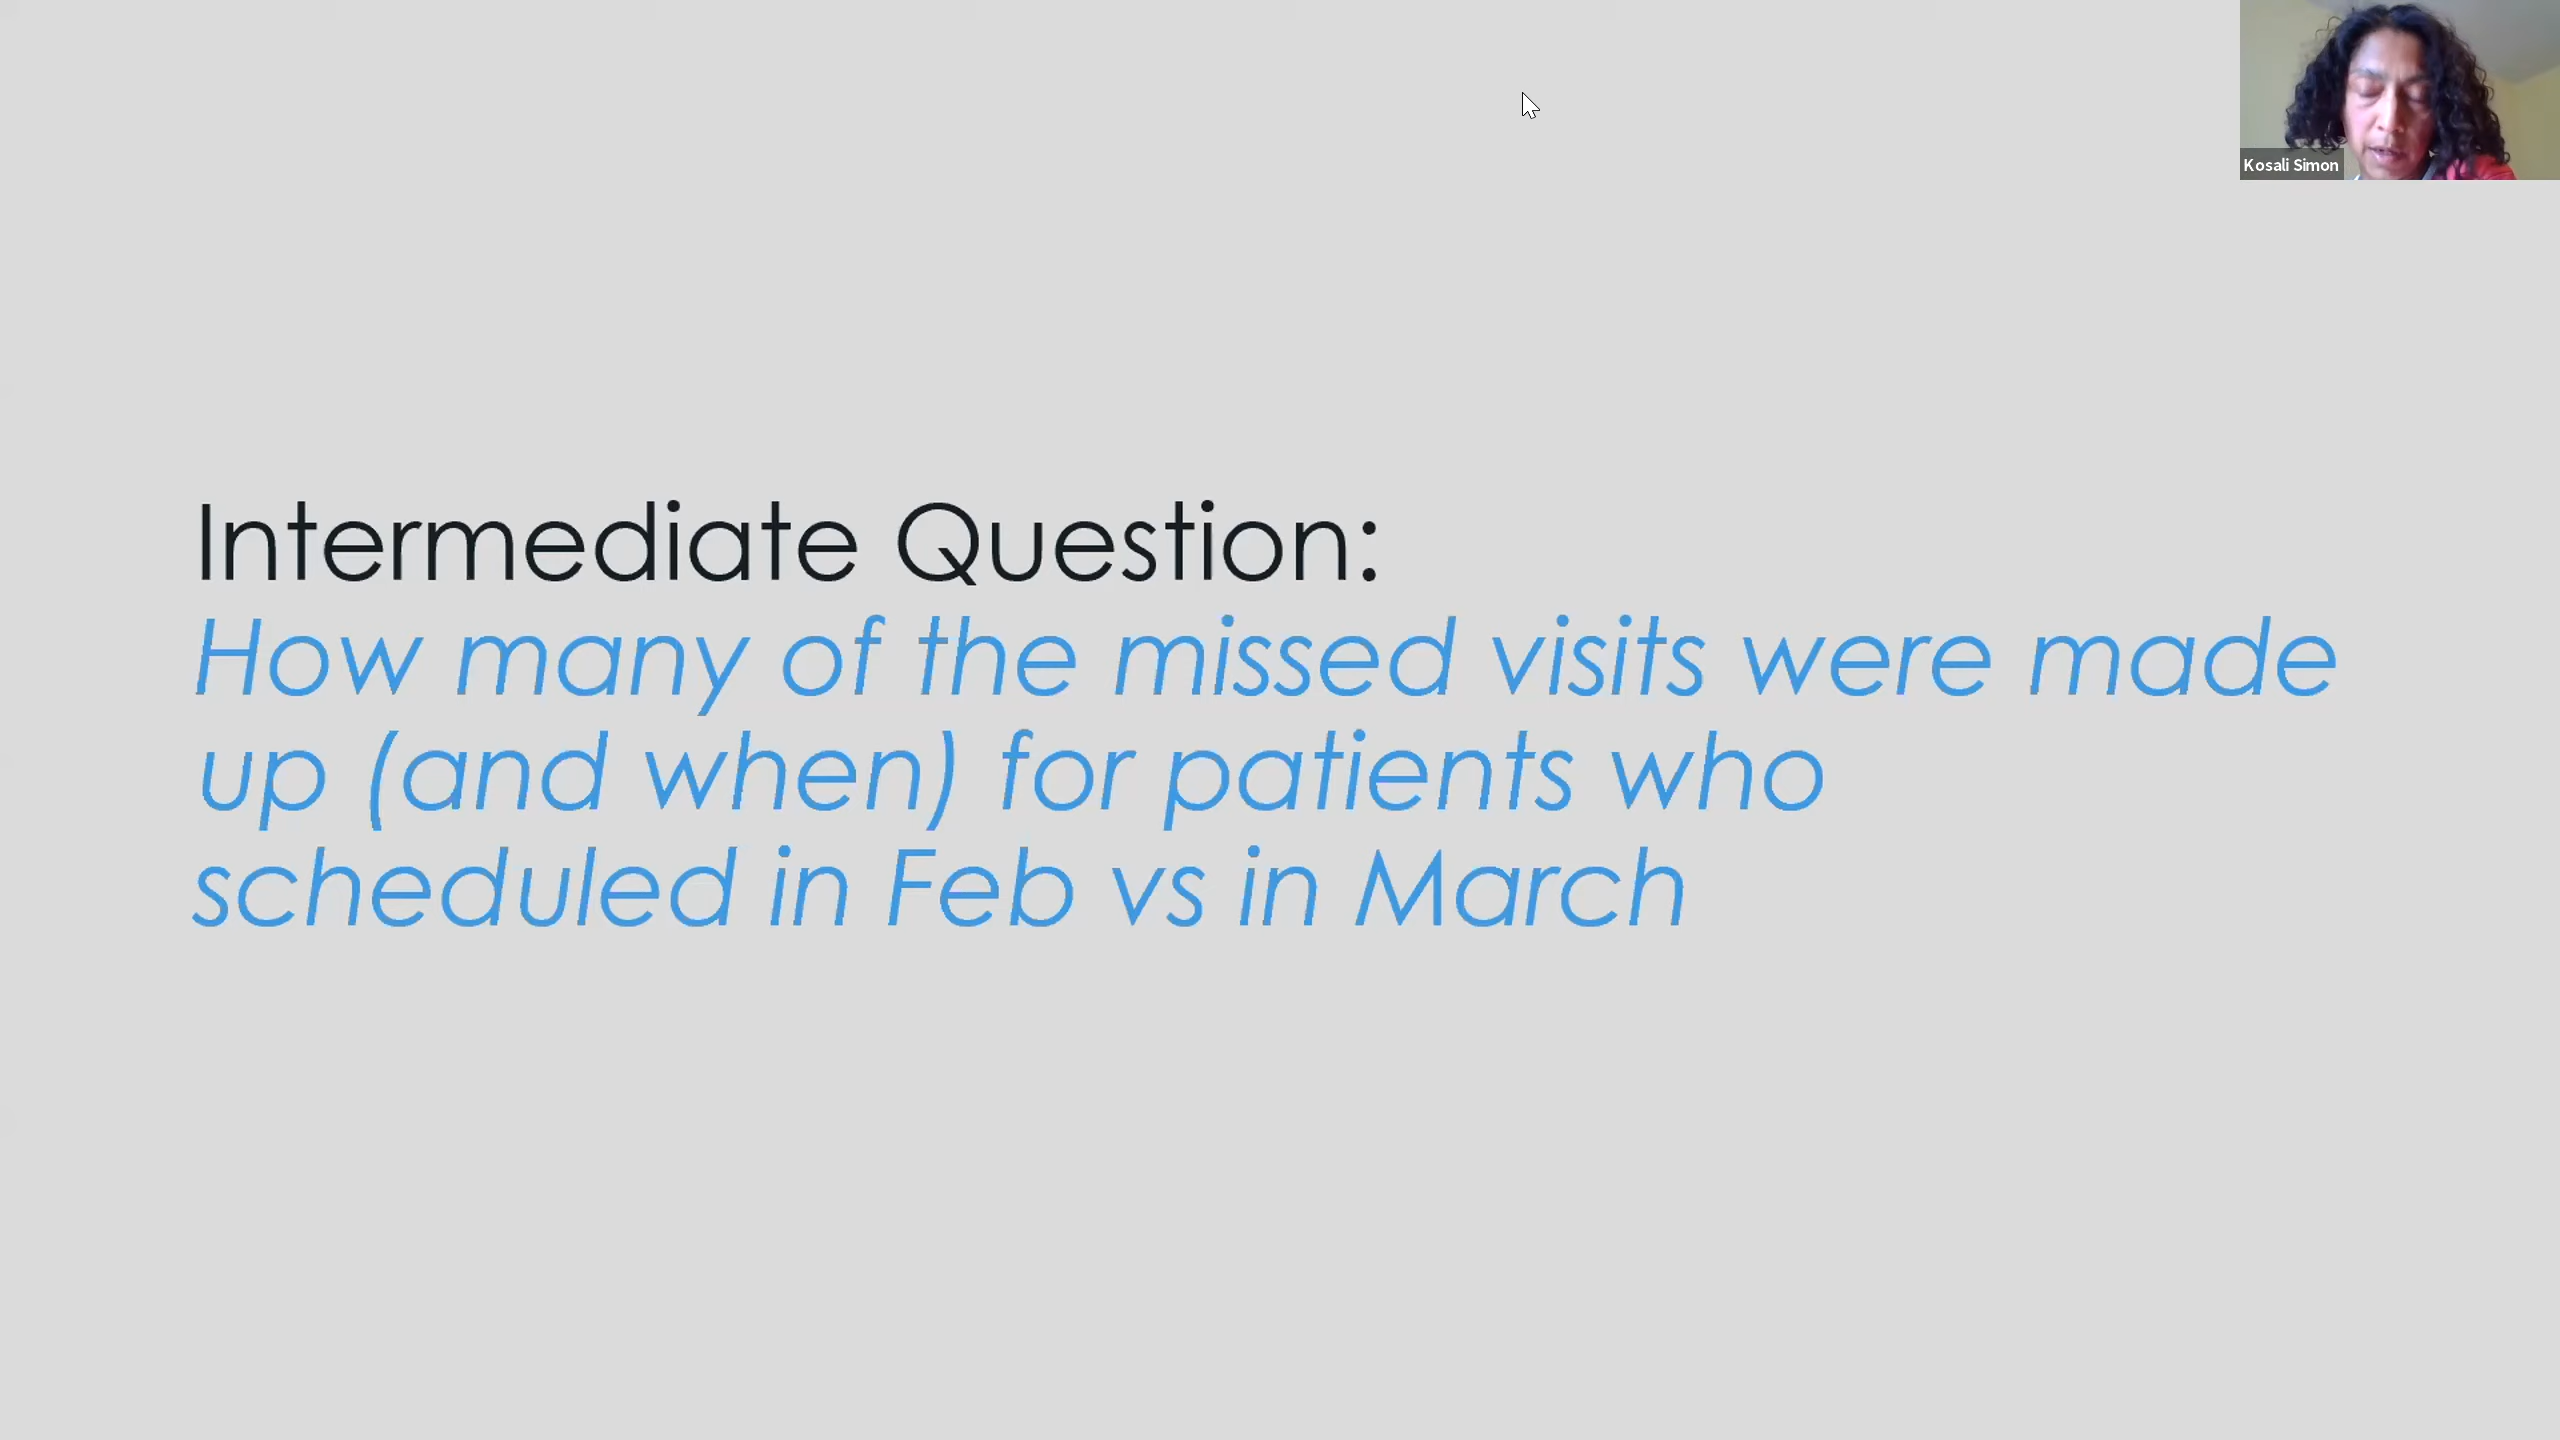 Kosali Simon
Intermediate Question:
How many of the missed visits were made
up (and when) for patients who
scheduled in Feb vs in March